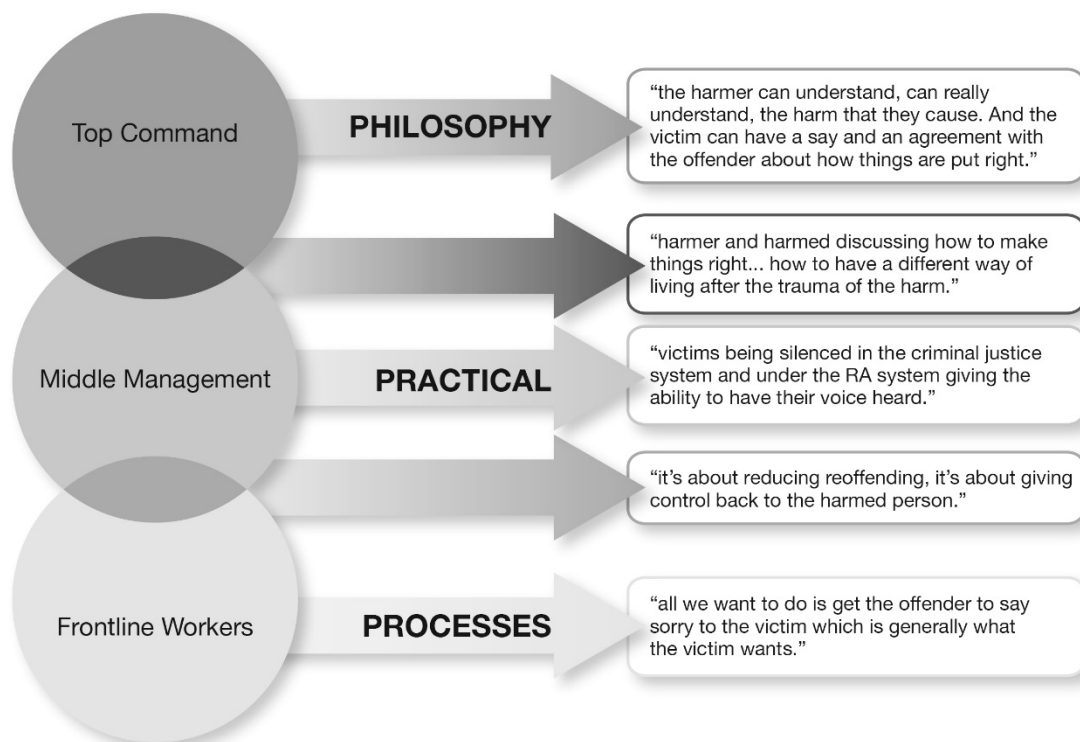 Top Command
PHILOSOPHY
“the harmer can understand, can really
understand, the harm that they cause. And the
victim can have a say and an agreement with
the offender about how things are put right.”
“harmer and harmed discussing how to make
things right... how to have a different way of
living after the trauma of the harm.”
Middle Management
PRACTICAL
“victims being silenced in the criminal justice
system and under the RA system giving the
ability to have their voice heard.”
“it’s about reducing reoffending, it’s about giving
control back to the harmed person.”
Frontline Workers
PROCESSES
“all we want to do is get the offender to say
sorry to the victim which is generally what
the victim wants.”